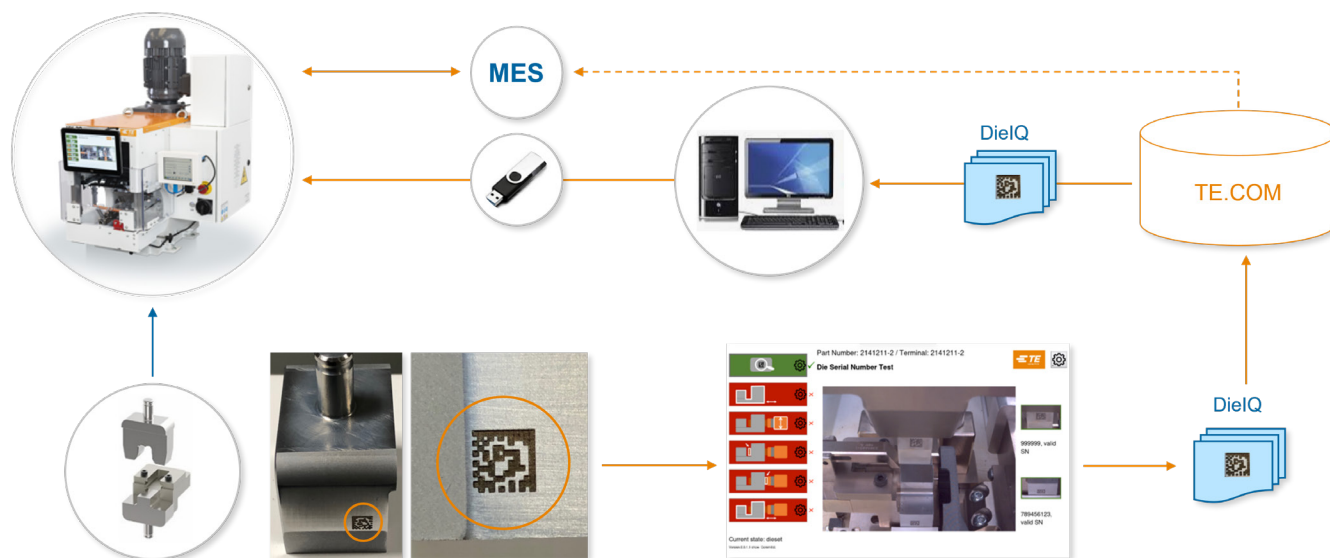 MES
DieIQ
TE.COM
Part Number: 2141211-2 / Terminal: 2141211-2
Die Serial Number Test
TE
999999, valid
SN
789456123,
valid SN
Current state: dieset
DieIQ